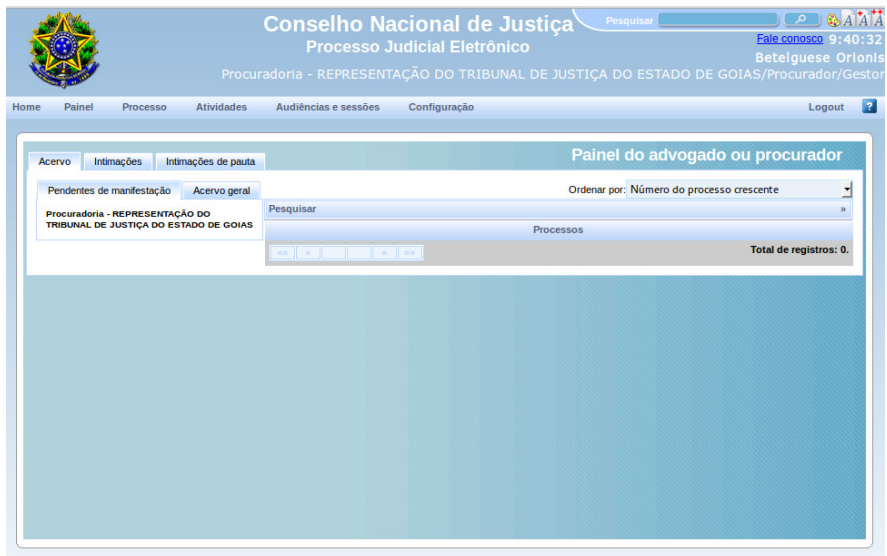 Conselho Nacional de Justiça
Pesquisar
A A A
Processo Judicial Eletrônico
Fale conosco 9:40:32
Betelguese Orionis
Procuradoria - REPRESENTAÇÃO DO TRIBUNAL DE JUSTIÇA DO ESTADO DE GOIAS/Procurador/Gestor
Home Painel Processo Atividades Audiências e sessões Configuração Logout ?
Painel do advogado ou procurador
Acervo Intimações Intimações de pauta
Pendentes de manifestação Acervo geral
Ordenar por: Número do processo crescente
Procuradoria - REPRESENTAÇÃO DO
TRIBUNAL DE JUSTIÇA DO ESTADO DE GOIAS
Pesquisar »
Processos
«« « » »»
Total de registros: 0.